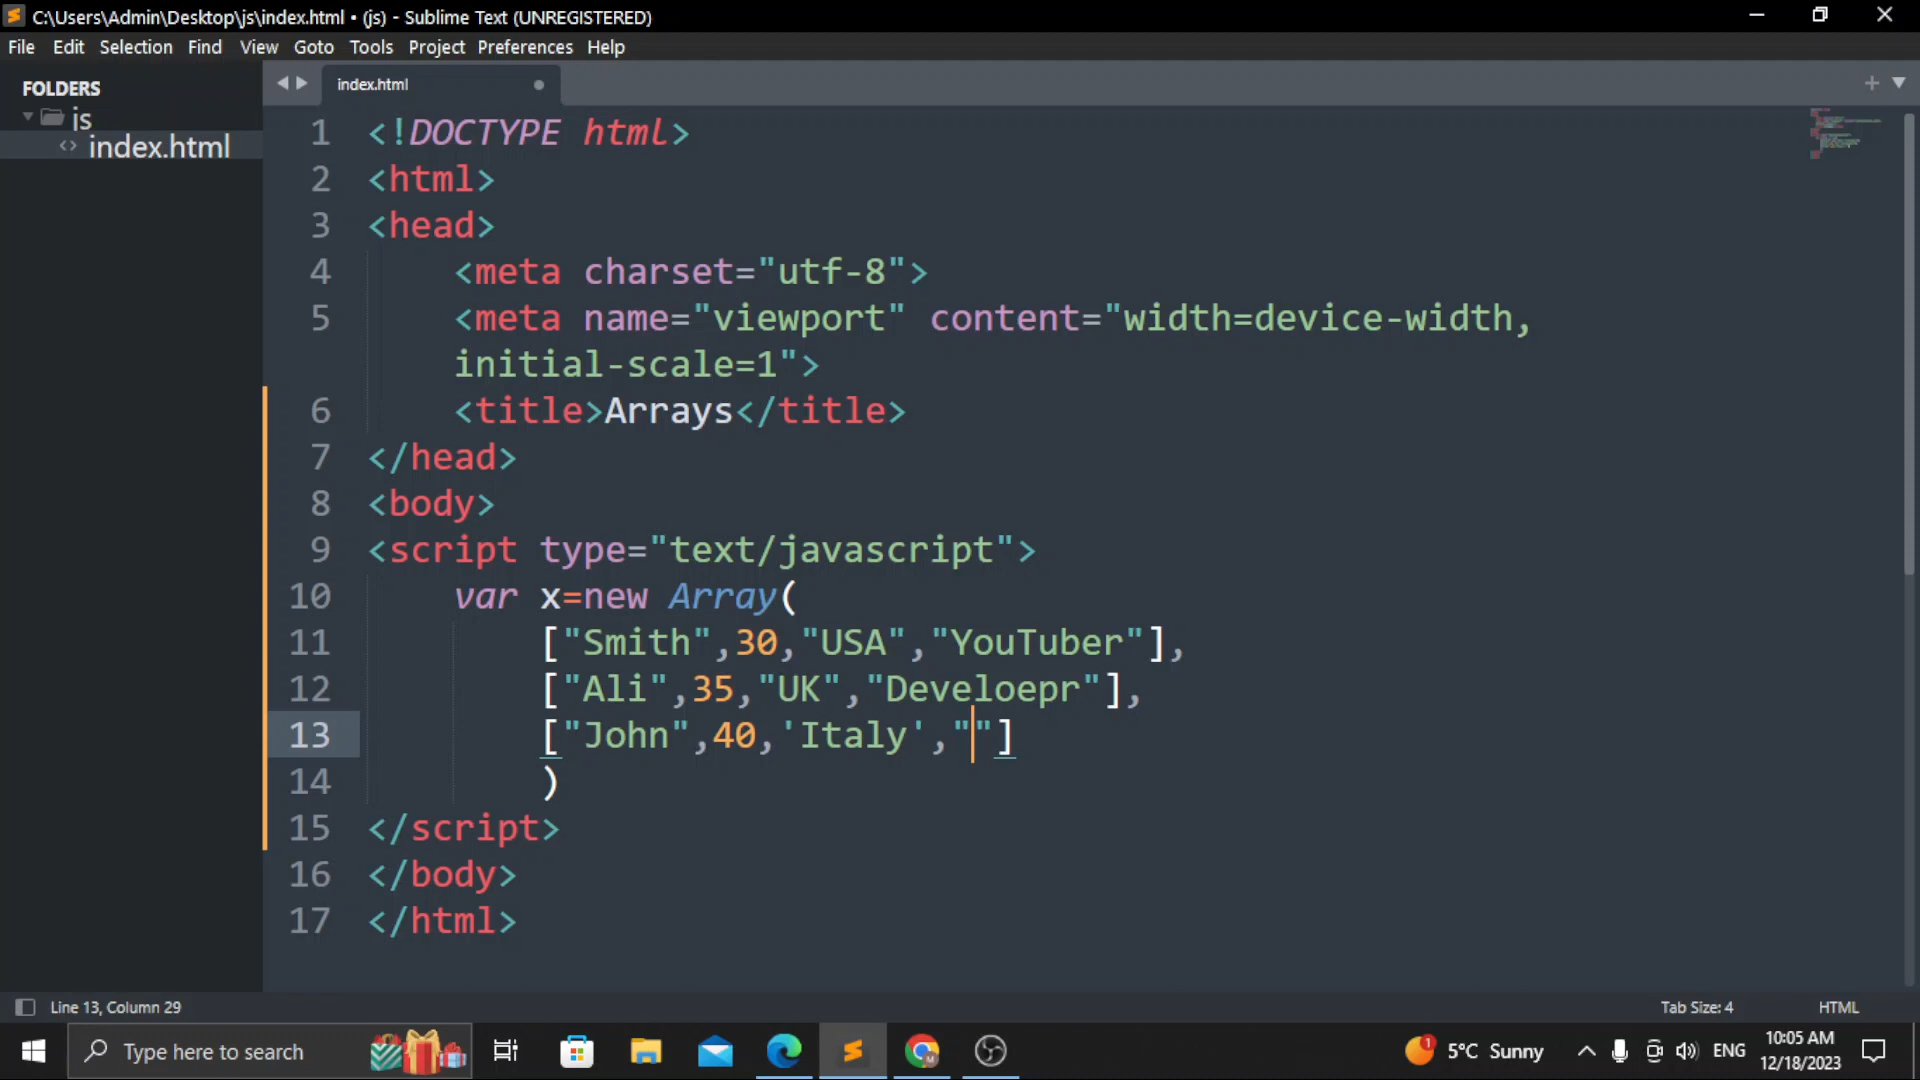 C:\Users\Admin\Desktop\js\index.html • (js) - Sublime Text (UNREGISTERED)
File Edit Selection Find View Goto Tools Project Preferences Help
FOLDERS
js
index.html
index.html
1 <!DOCTYPE html>
2 <html>
3 <head>
4 <meta charset="utf-8">
5 <meta name="viewport" content="width=device-width,
initial-scale=1">
6 <title>Arrays</title>
7 </head>
8 <body>
9 <script type="text/javascript">
10 var x=new Array(
11 ["Smith",30,"USA","YouTuber"],
12 ["Ali",35,"UK","Develoepr"],
13 ["John",40,'Italy',""]
14 )
15 </script>
16 </body>
17 </html>
Line 13, Column 29
Tab Size: 4
HTML
Type here to search
1
M
5°C Sunny
ENG
10:05 AM
12/18/2023